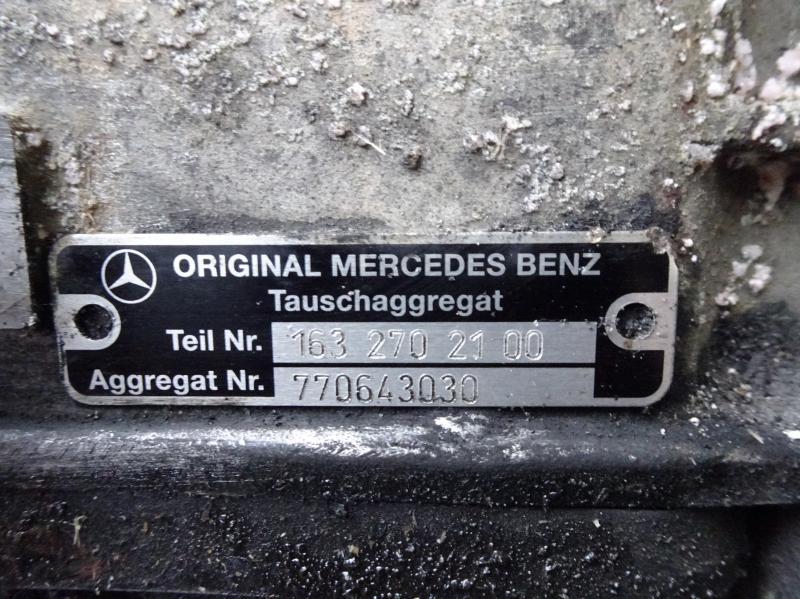 ORIGINAL MERCEDES BENZ
Tauschaggregat
Teil Nr. 163 270 21 00
Aggregat Nr. 770643030